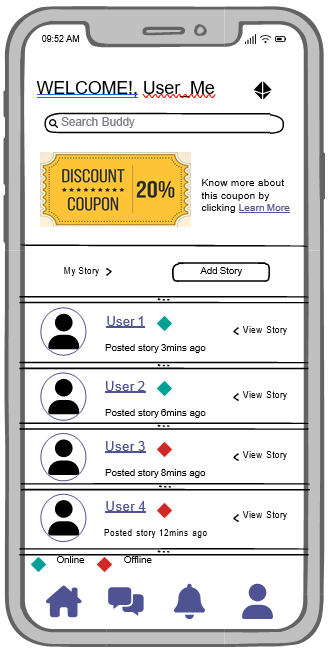 09:52 AM
WELCOME!, User_Me
Search Buddy
DISCOUNT
COUPON
20%
Know more about
this coupon by
clicking Learn More
My Story >
Add Story
User 1
< View Story
Posted story 3mins ago
User 2
< View Story
Posted story 6mins ago
User 3
< View Story
Posted story 8mins ago
User 4
< View Story
Posted story 12mins ago
Online
Offline